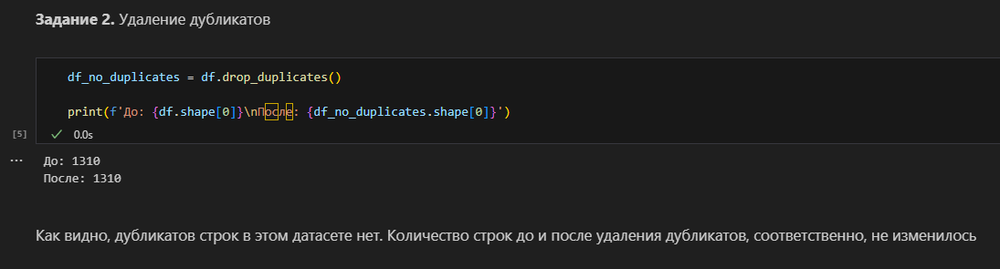 Задание 2. Удаление дубликатов
df_no_duplicates = df.drop_duplicates()
print(f'До: {df.shape[0]}\nПосле: {df_no_duplicates.shape[0]}')
[5]
0.0s
До: 1310
После: 1310
Как видно, дубликатов строк в этом датасете нет. Количество строк до и после удаления дубликатов, соответственно, не изменилось